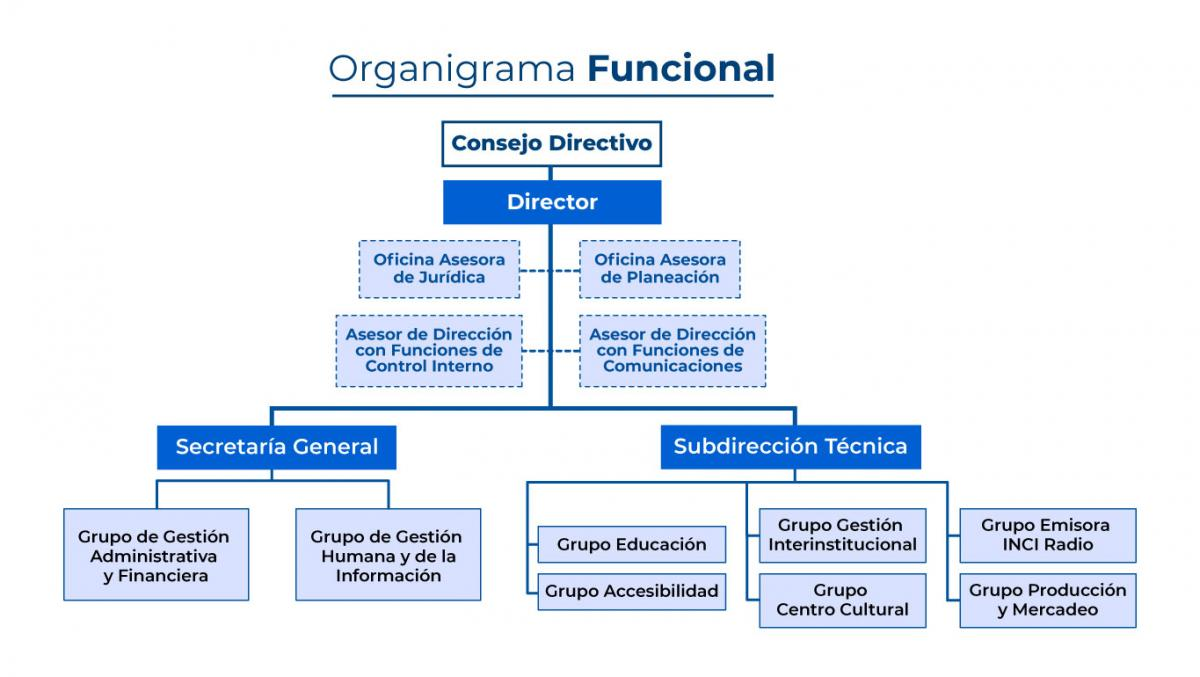 Organigrama Funcional
Consejo Directivo
Director
Oficina Asesora
de Jurídica
Oficina Asesora
de Planeación
Asesor de Dirección
con Funciones de
Control Interno
Asesor de Dirección
con Funciones de
Comunicaciones
Secretaría General
Subdirección Técnica
Grupo de Gestión
Administrativa
y Financiera
Grupo de Gestión
Humana y de la
Información
Grupo Educación
Grupo Accesibilidad
Grupo Gestión
Interinstitucional
Grupo
Centro Cultural
Grupo Emisora
INCI Radio
Grupo Producción
y Mercadeo